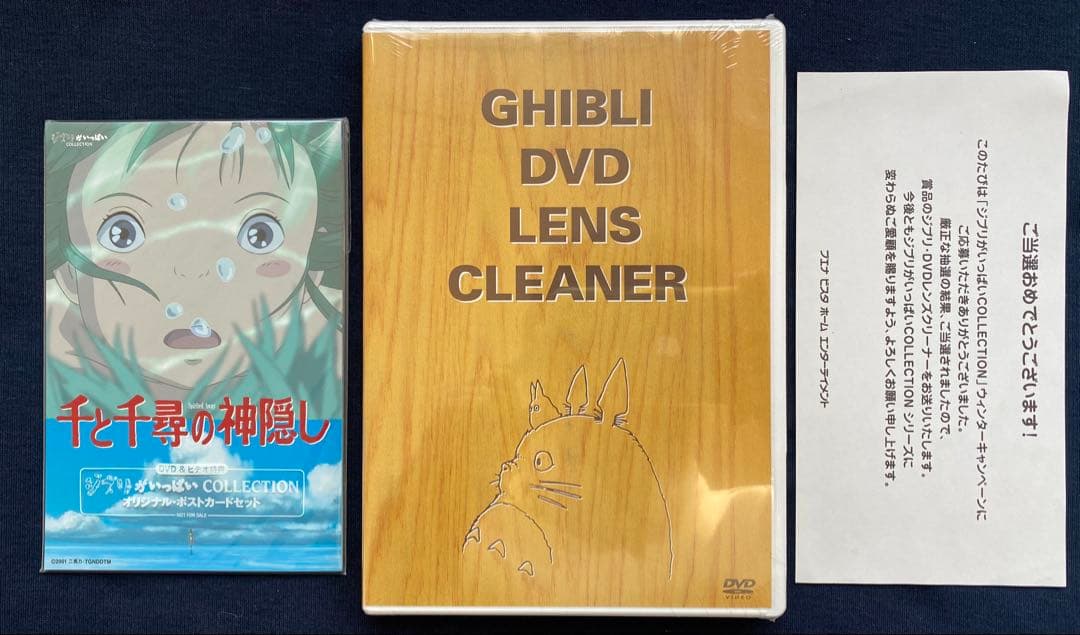 ジブリがいっぱい
COLLECTION
千と千尋の神隠し
Spirited Away
DVD & ビデオ特典
ジブリがいっぱい COLLECTION
オリジナル・ポストカードセット
NOT FOR SALE
©2001 二馬力・TGNDDTM
GHIBLI
DVD
LENS
CLEANER
DVD
VIDEO
ご当選おめでとうございます!
このたびは「ジブリがいっぱいCOLLECTION」ウィンターキャンペーンに
ご応募いただきありがとうございました。
厳正な抽選の結果、ご当選されましたので、
賞品のジブリ・DVDレンズクリーナーをお送りいたします。
今後ともジブリがいっぱいCOLLECTION シリーズに
変わらぬご愛顧を賜りますよう、よろしくお願い申し上げます。
ブエナ ビスタ ホーム エンターテイメント